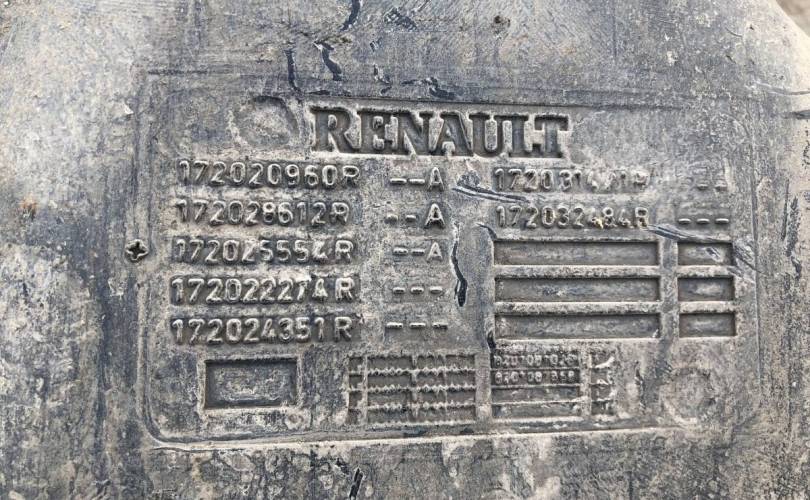 RENAULT
172020960R --A
172028612R --A 172032484R ---
172025554R --A
172022274R ---
172024351R ---